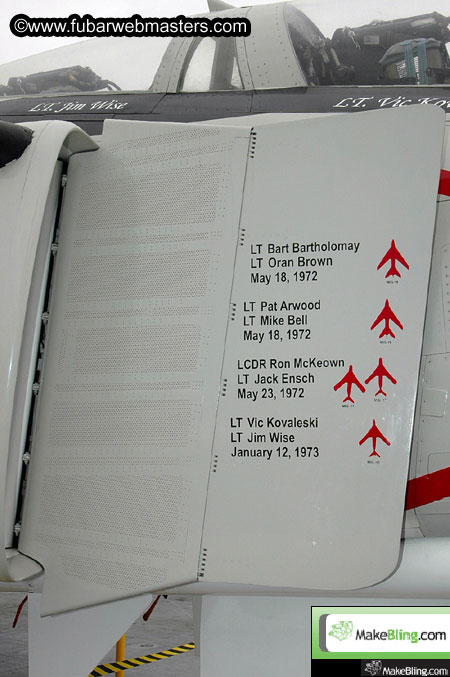 © www.fubarwebmasters.com
LT. Jim Wise
LT. Vic Kov
LT Bart Bartholomay
LT Oran Brown
May 18, 1972
LT Pat Arwood
LT Mike Bell
May 18, 1972
LCDR Ron McKeown
LT Jack Ensch
May 23, 1972
LT Vic Kovaleski
LT Jim Wise
January 12, 1973
MakeBling.com
MakeBling.com